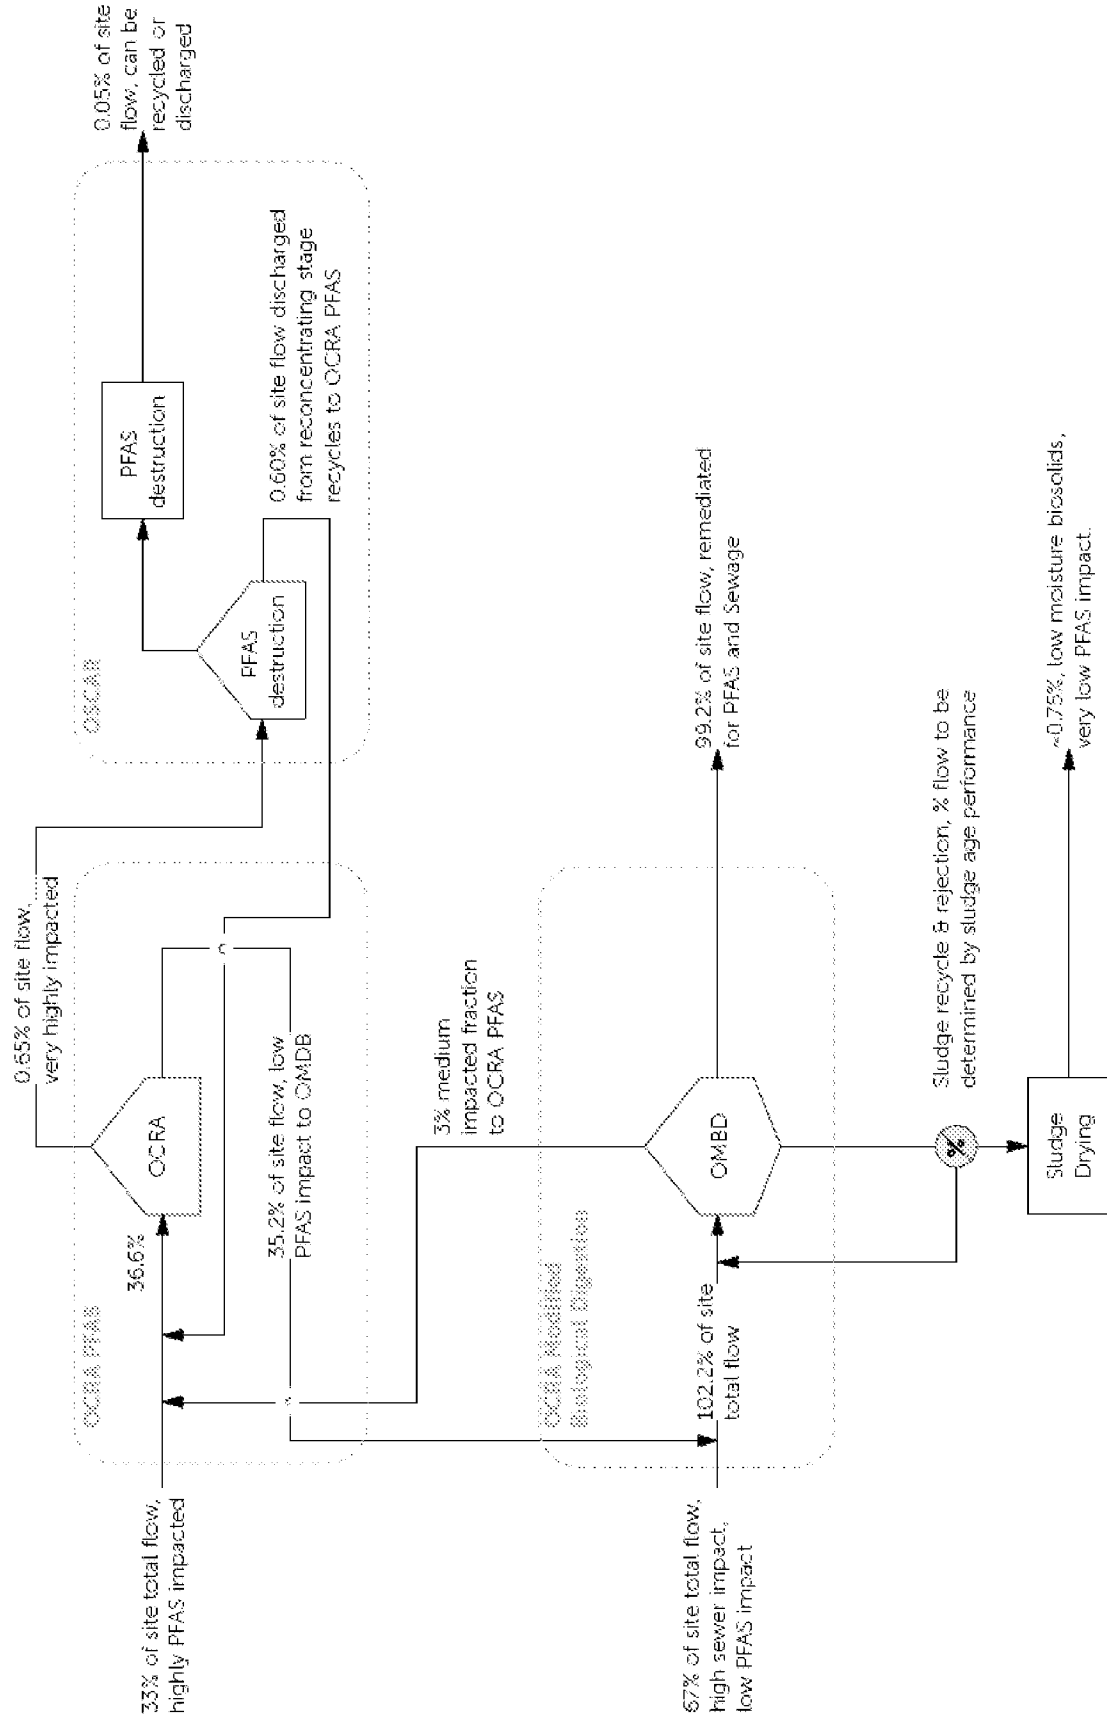 33% of site total flow,
highly PFAS impacted
OCRA PFAS
36.6%
OCRA
0.65% of site flow,
very highly impacted
35.2% of site flow, low
PFAS impact to OMDB
OSCAR
PFAS
destruction
PFAS
destruction
0.60% of site flow discharged
from reconcentrating stage
recycles to OCRA PFAS
0.05% of site
flow, can be
recycled or
discharged
3% medium
impacted fraction
to OCRA PFAS
67% of site total flow,
high sewer impact,
low PFAS impact
OCRA Modified
Biological Digestion
102.2% of site
total flow
OMBD
99.2% of site flow, remediated
for PFAS and Sewage
%
Sludge recycle & rejection, % flow to be
determined by sludge age performance
Sludge
Drying
~0.75%, low moisture biosolids,
very low PFAS impact.